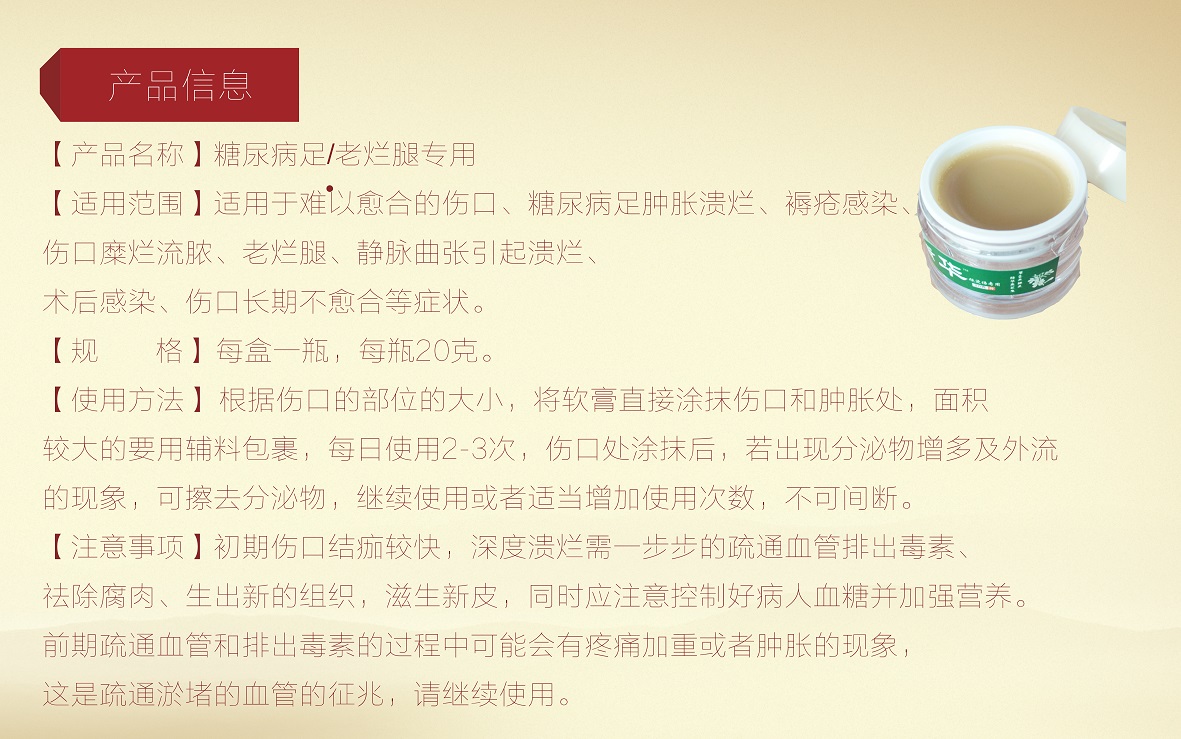 产品信息
【产品名称】糖尿病足/老烂腿专用
【适用范围】适用于难以愈合的伤口、糖尿病足肿胀溃烂、褥疮感染、
伤口糜烂流脓、老烂腿、静脉曲张引起溃烂、
术后感染、伤口长期不愈合等症状。
【规 格】每盒一瓶，每瓶20克。
【使用方法】根据伤口的部位的大小，将软膏直接涂抹伤口和肿胀处，面积
较大的要用辅料包裹，每日使用2-3次，伤口处涂抹后，若出现分泌物增多及外流
的现象，可擦去分泌物，继续使用或者适当增加使用次数，不可间断。
【注意事项】初期伤口结痂较快，深度溃烂需一步步的疏通血管排出毒素、
祛除腐肉、生出新的组织，滋生新皮，同时应注意控制好病人血糖并加强营养。
前期疏通血管和排出毒素的过程中可能会有疼痛加重或者肿胀的现象，
这是疏通淤堵的血管的征兆，请继续使用。
华